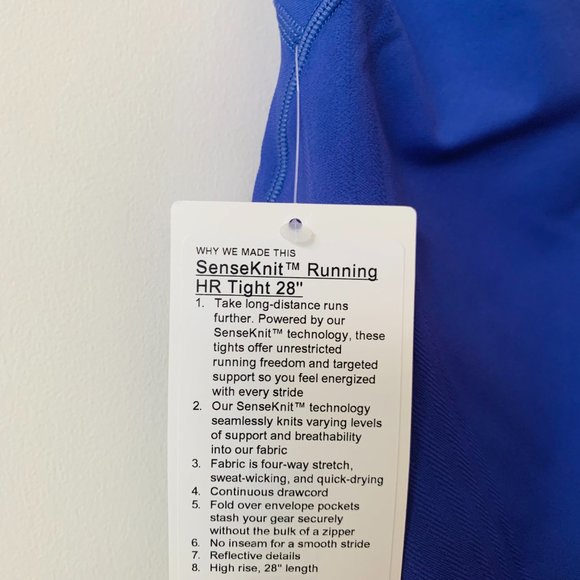 WHY WE MADE THIS
SenseKnit™ Running
HR Tight 28"
1. Take long-distance runs
further. Powered by our
SenseKnit™ technology, these
tights offer unrestricted
running freedom and targeted
support so you feel energized
with every stride
2. Our SenseKnit™ technology
seamlessly knits varying levels
of support and breathability
into our fabric
3. Fabric is four-way stretch,
sweat-wicking, and quick-drying
4. Continuous drawcord
5. Fold over envelope pockets
stash your gear securely
without the bulk of a zipper
6. No inseam for a smooth stride
7. Reflective details
8. High rise, 28" length